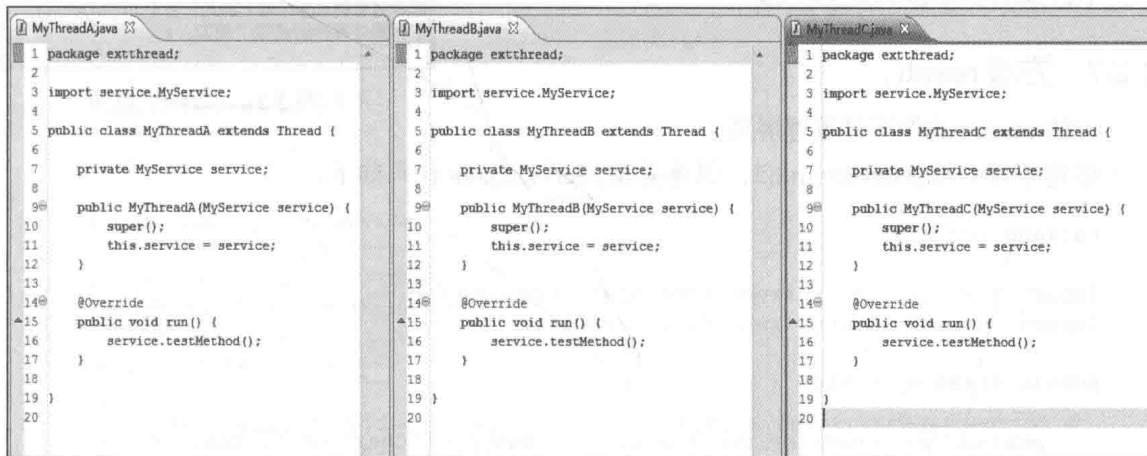 MyThreadA.java
1 package extthread;
2
3 import service.MyService;
4
5 public class MyThreadA extends Thread {
6
7 private MyService service;
8
9 public MyThreadA(MyService service) {
10 super();
11 this.service = service;
12 }
13
14 @Override
15 public void run() {
16 service.testMethod();
17 }
18
19 }
20
MyThreadB.java
1 package extthread;
2
3 import service.MyService;
4
5 public class MyThreadB extends Thread {
6
7 private MyService service;
8
9 public MyThreadB(MyService service) {
10 super();
11 this.service = service;
12 }
13
14 @Override
15 public void run() {
16 service.testMethod();
17 }
18
19 }
20
MyThreadC.java
1 package extthread;
2
3 import service.MyService;
4
5 public class MyThreadC extends Thread {
6
7 private MyService service;
8
9 public MyThreadC(MyService service) {
10 super();
11 this.service = service;
12 }
13
14 @Override
15 public void run() {
16 service.testMethod();
17 }
18
19 }
20